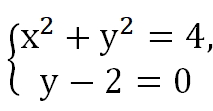 x² + y² = 4,
y − 2 = 0